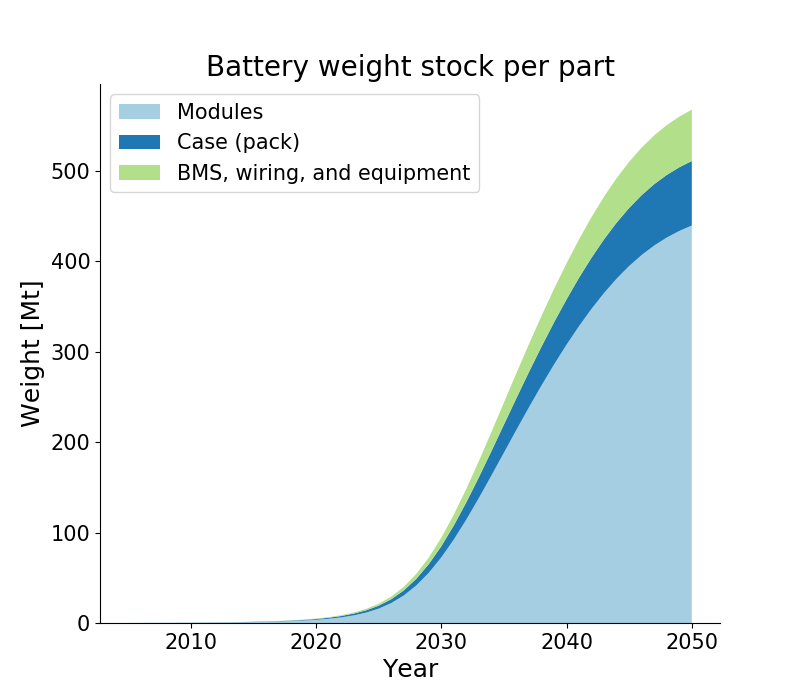 Battery weight stock per part
Modules
Case (pack)
BMS, wiring, and equipment
Weight [Mt]
500
400
300
200
100
0
2010 2020 2030 2040 2050
Year